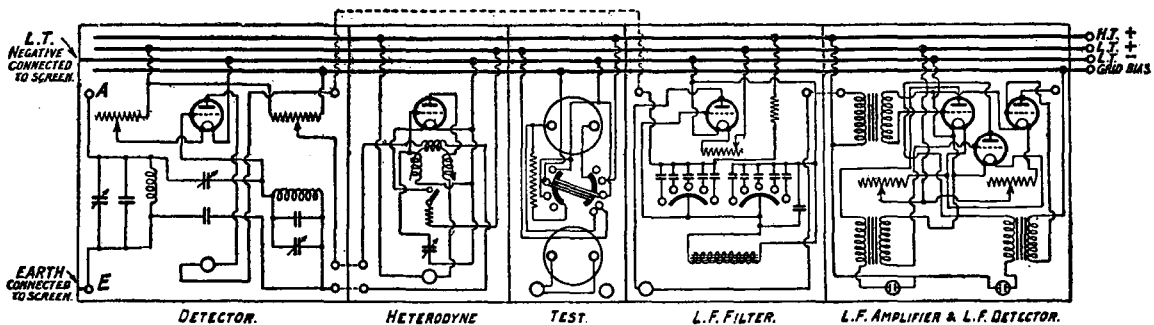 L.T.
NEGATIVE
CONNECTED
TO SCREEN.
H.T. +
L.T. +
L.T. −
GRID BIAS
A
E
EARTH
CONNECTED
TO SCREEN.
DETECTOR.
HETERODYNE
TEST.
L.F. FILTER.
L.F. AMPLIFIER & L.F. DETECTOR.